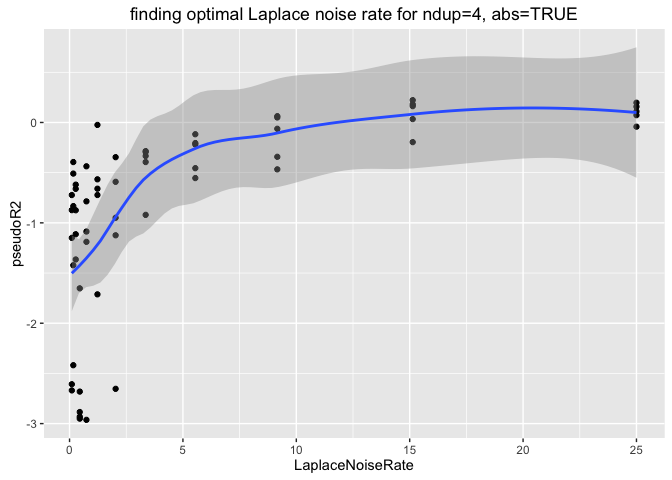 finding optimal Laplace noise rate for ndup=4, abs=TRUE
pseudoR2
0
-1
-2
-3
0 5 10 15 20 25
LaplaceNoiseRate